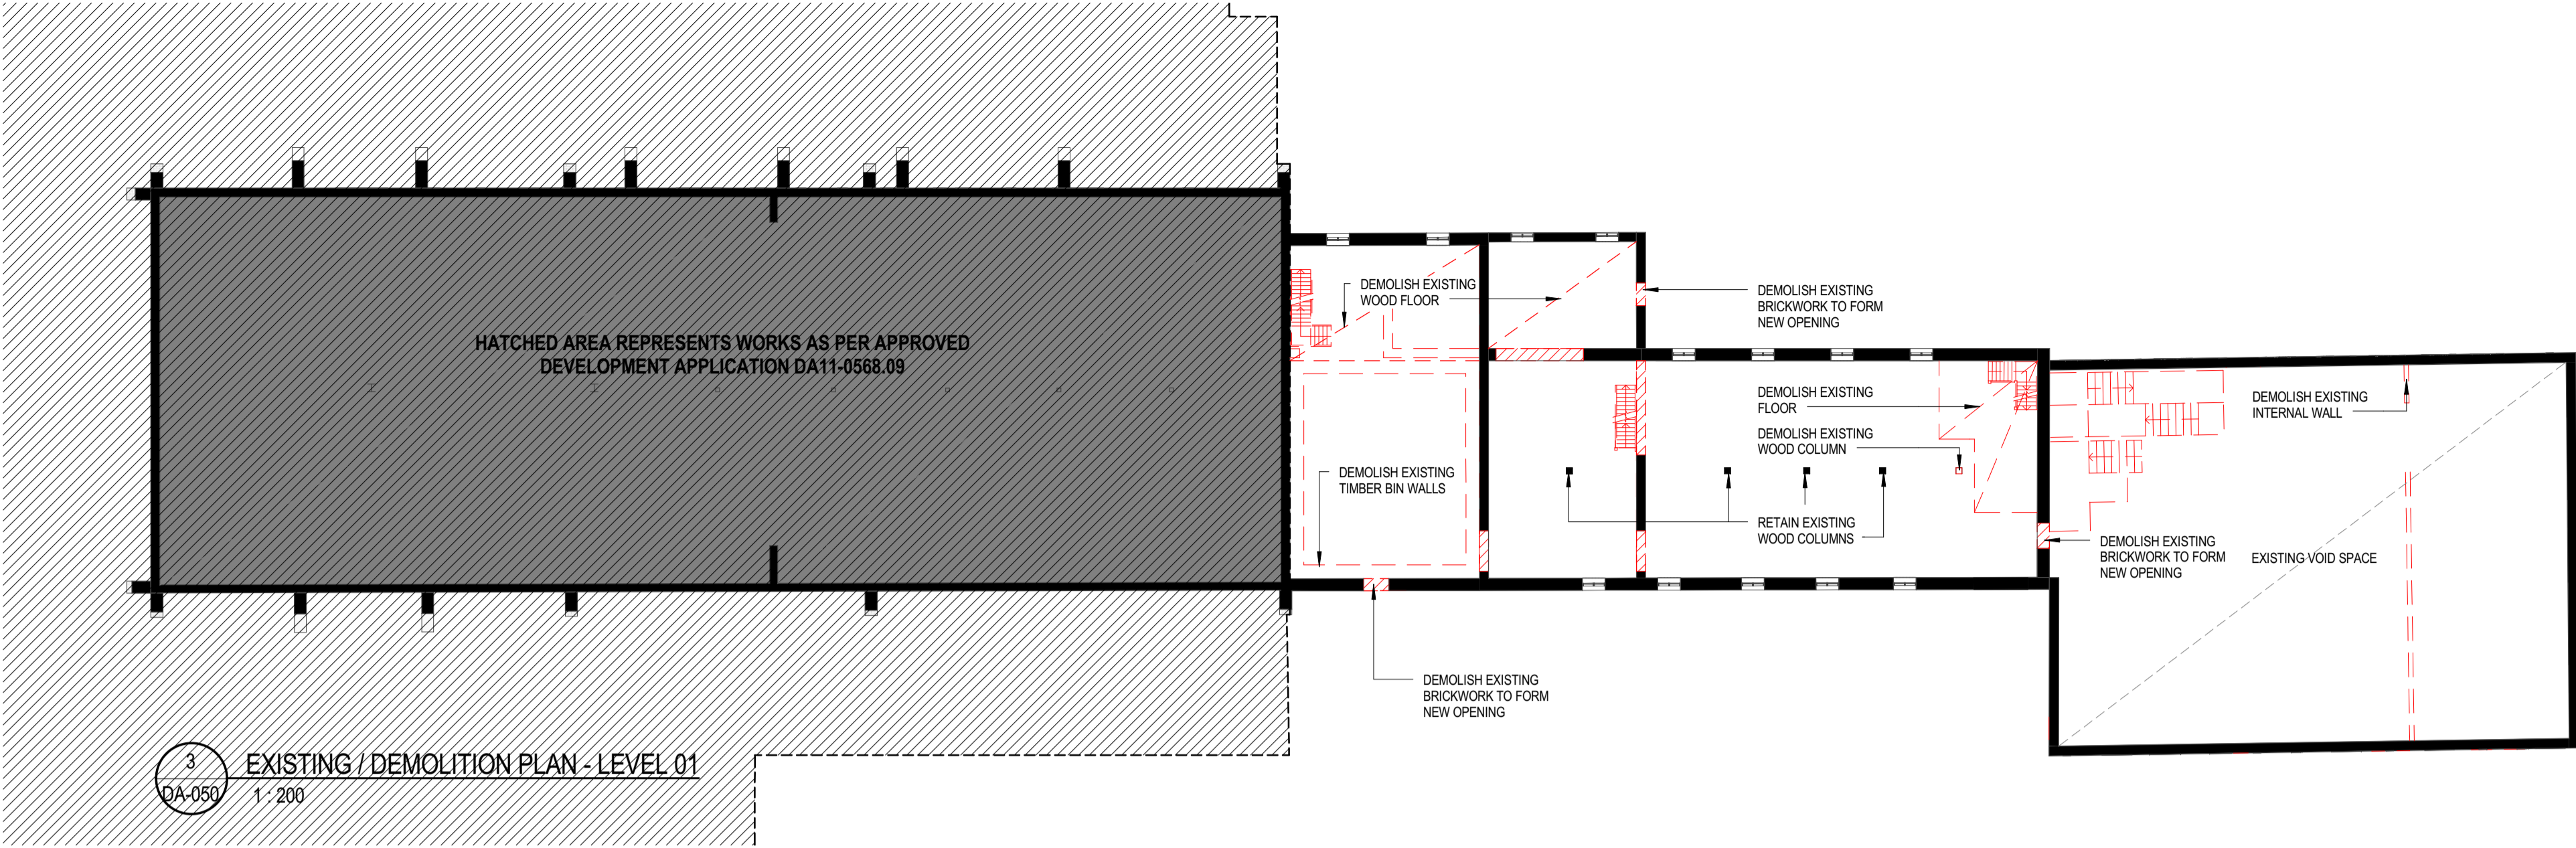 HATCHED AREA REPRESENTS WORKS AS PER APPROVED
DEVELOPMENT APPLICATION DA11-0568.09
DEMOLISH EXISTING
WOOD FLOOR
DEMOLISH EXISTING
BRICKWORK TO FORM
NEW OPENING
DEMOLISH EXISTING
FLOOR
DEMOLISH EXISTING
WOOD COLUMN
DEMOLISH EXISTING
INTERNAL WALL
DEMOLISH EXISTING
TIMBER BIN WALLS
RETAIN EXISTING
WOOD COLUMNS
DEMOLISH EXISTING
BRICKWORK TO FORM
NEW OPENING
EXISTING VOID SPACE
DEMOLISH EXISTING
BRICKWORK TO FORM
NEW OPENING
3
DA-050
EXISTING / DEMOLITION PLAN - LEVEL 01
1 : 200